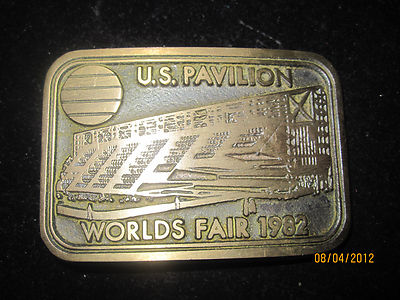 U.S. PAVILION
WORLDS FAIR 1982
08/04/2012